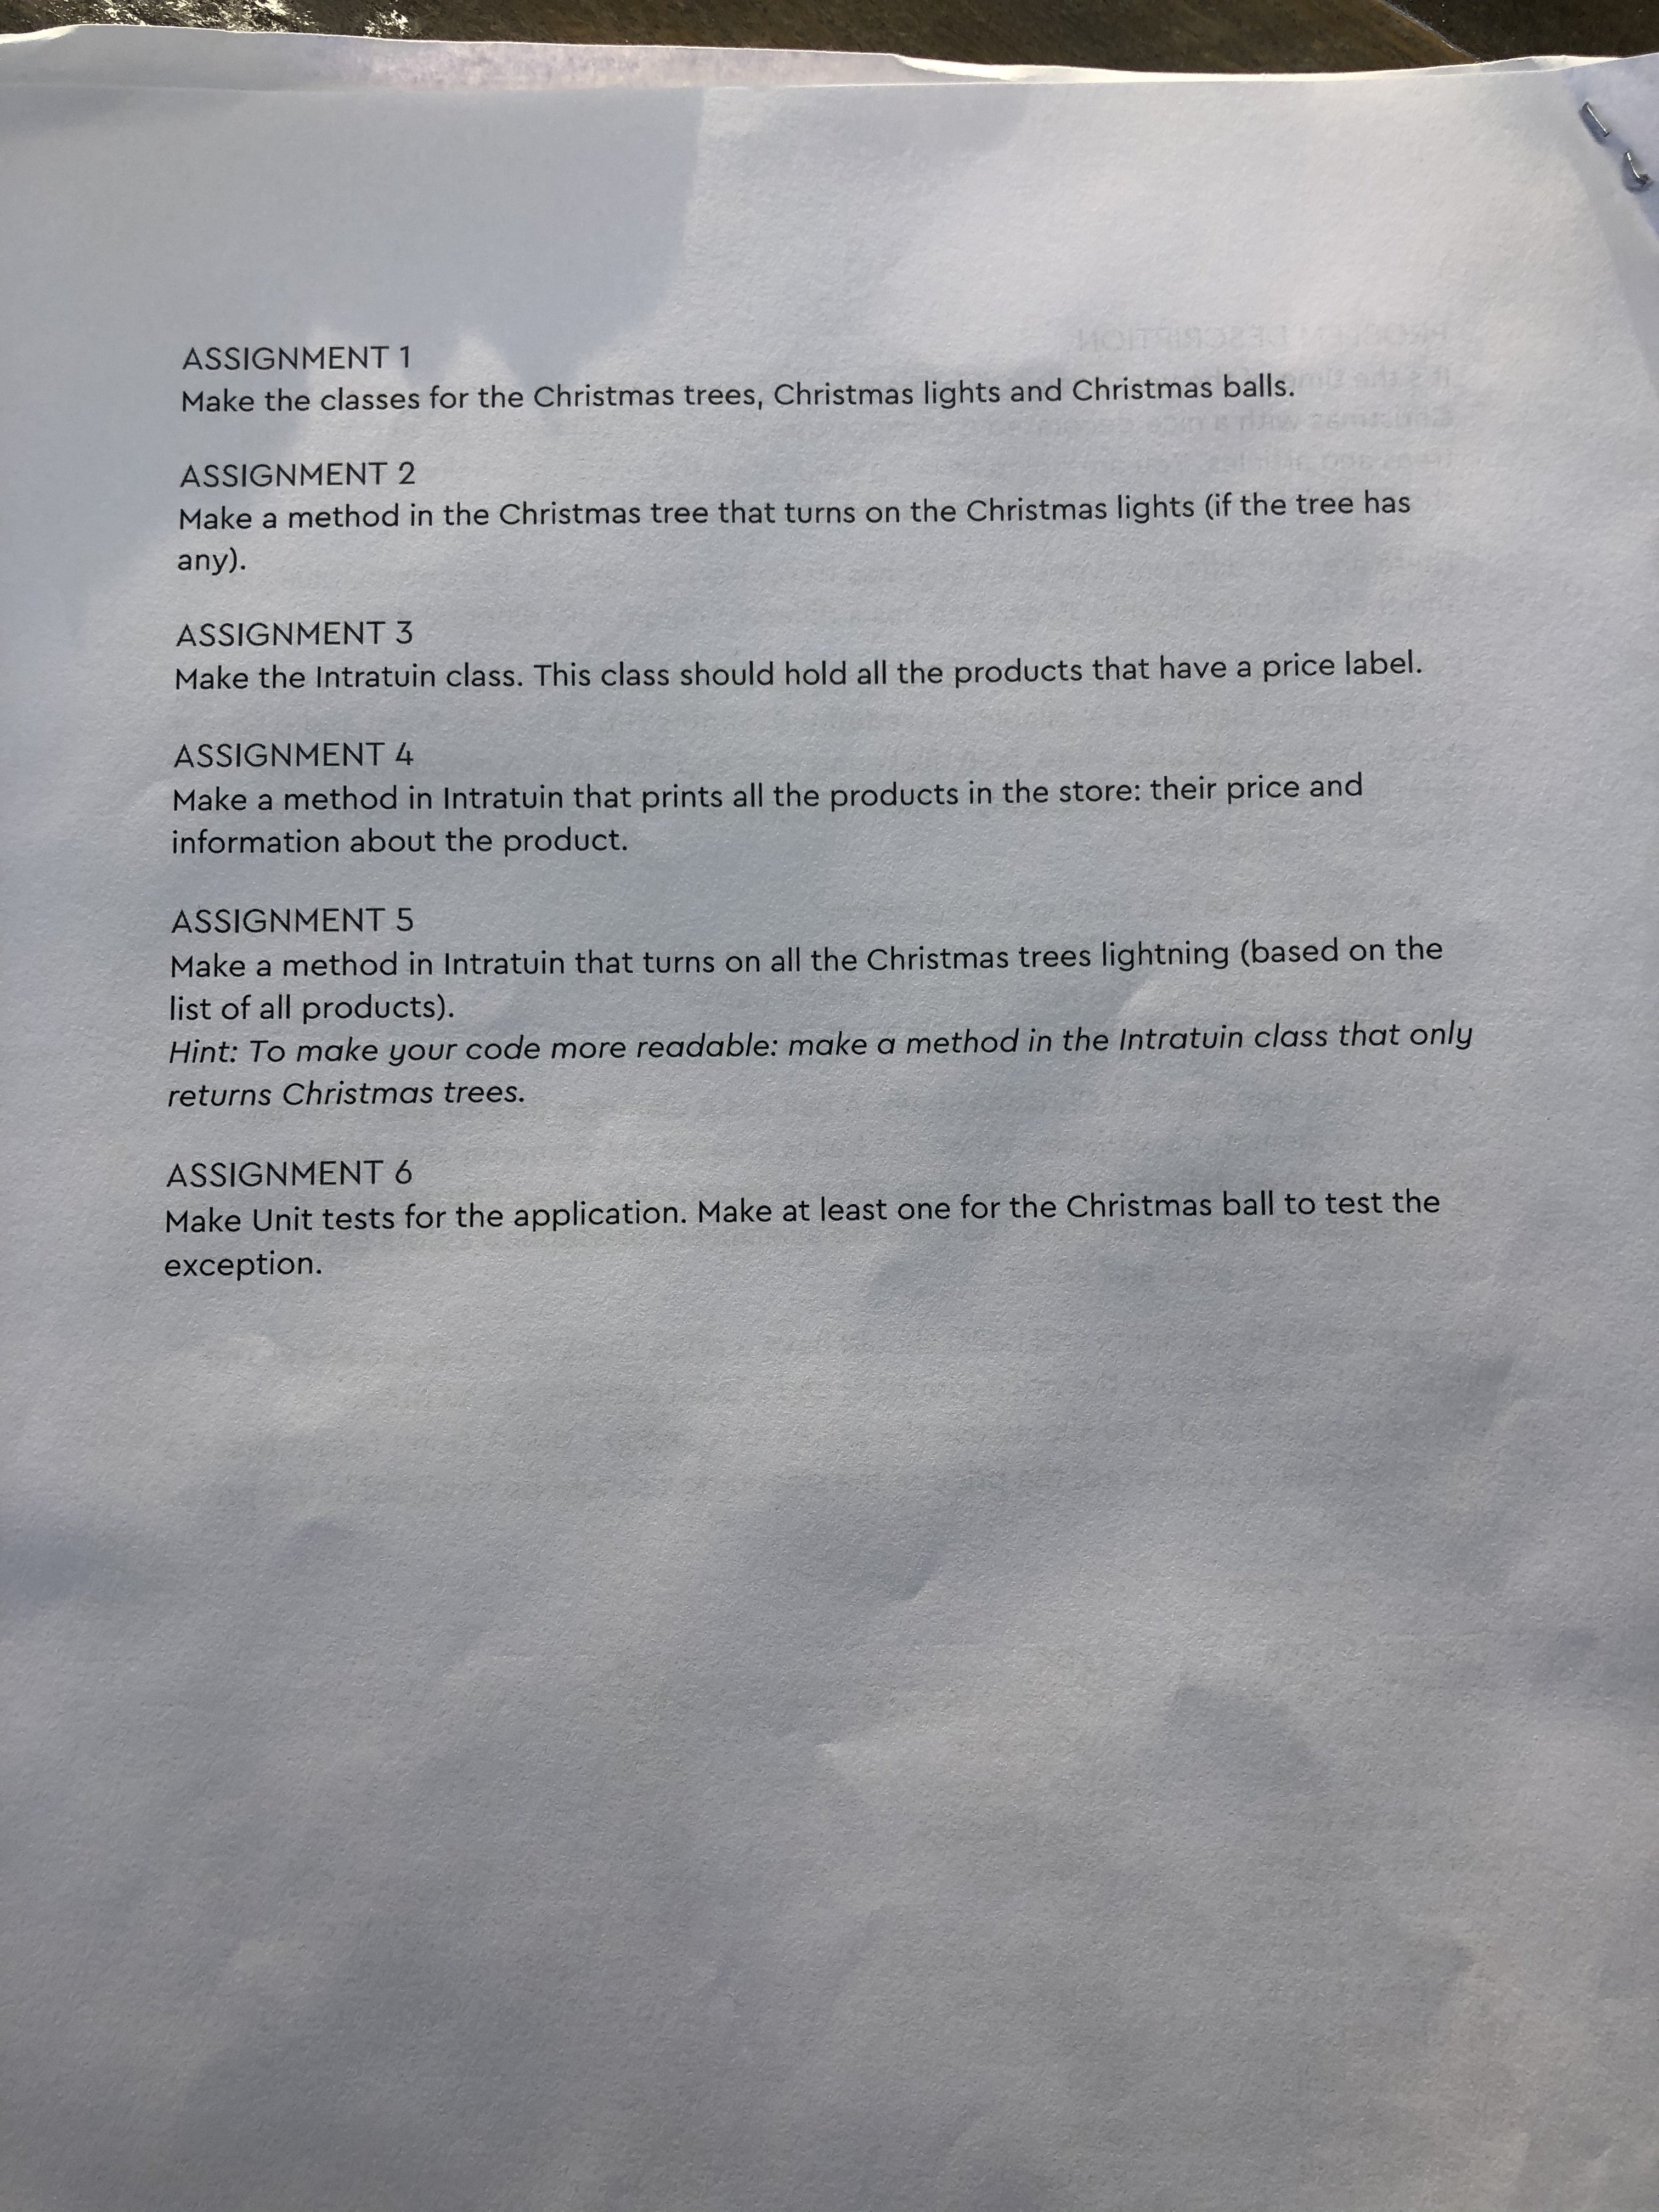 ASSIGNMENT 1
Make the classes for the Christmas trees, Christmas lights and Christmas balls.
ASSIGNMENT 2
Make a method in the Christmas tree that turns on the Christmas lights (if the tree has
any).
ASSIGNMENT 3
Make the Intratuin class. This class should hold all the products that have a price label.
ASSIGNMENT 4
Make a method in Intratuin that prints all the products in the store: their price and
information about the product.
ASSIGNMENT 5
Make a method in Intratuin that turns on all the Christmas trees lightning (based on the
list of all products).
Hint: To make your code more readable: make a method in the Intratuin class that only
returns Christmas trees.
ASSIGNMENT 6
Make Unit tests for the application. Make at least one for the Christmas ball to test the
exception.